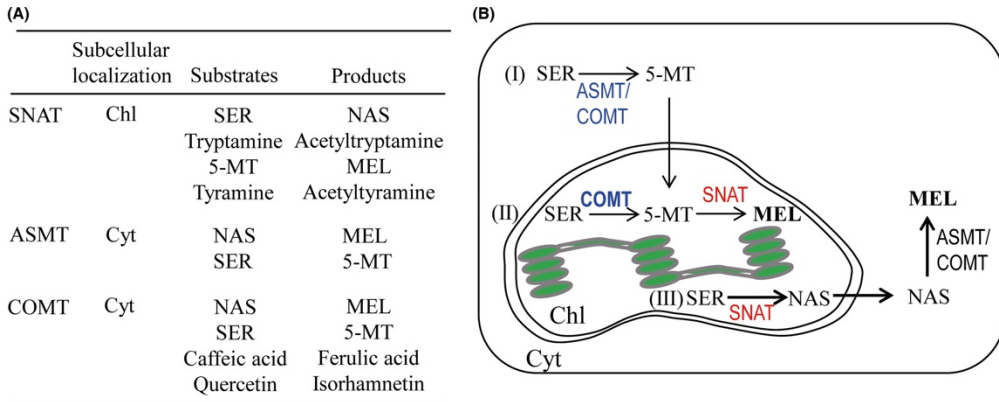 (A)
Subcellular
localization Substrates Products
SNAT Chl SER NAS
Tryptamine Acetyltryptamine
5-MT MEL
Tyramine Acetyltyramine
ASMT Cyt NAS MEL
SER 5-MT
COMT Cyt NAS MEL
SER 5-MT
Caffeic acid Ferulic acid
Quercetin Isorhamnetin
(B)
(I) SER 5-MT
ASMT/
COMT
COMT SNAT
(II) SER 5-MT MEL
MEL
ASMT/
COMT
(III) SER NAS NAS
SNAT
Chl
Cyt